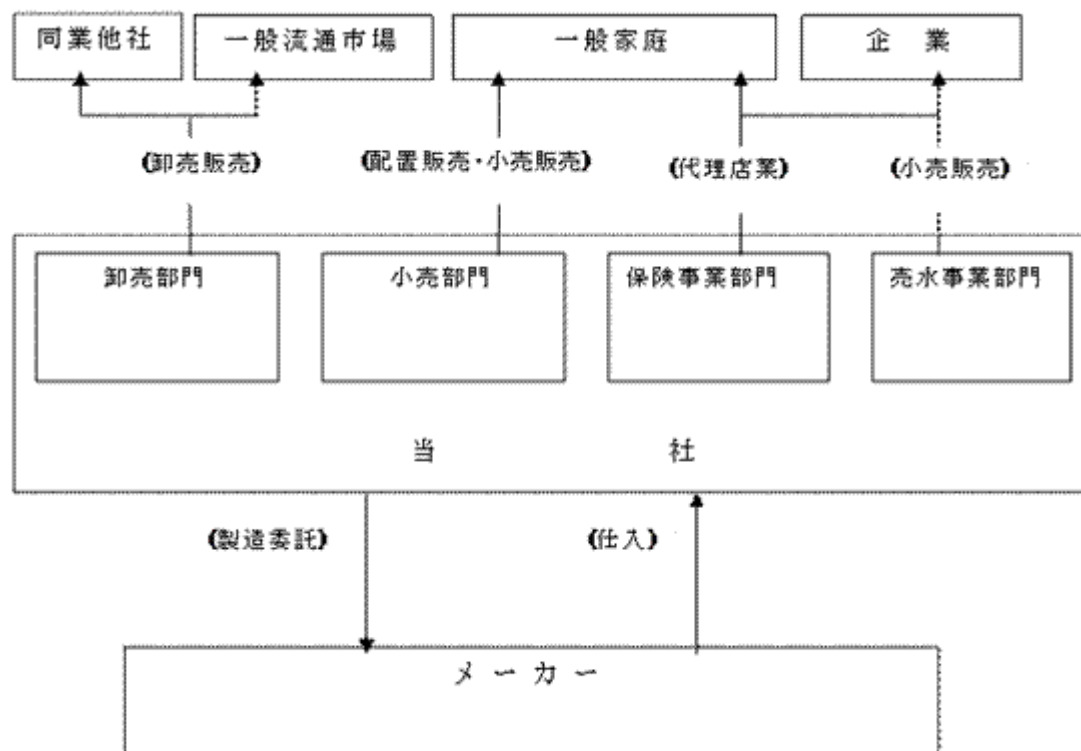 同業他社
一般流通市場
一般家庭
企業
(卸売販売)
(配置販売・小売販売)
(代理店業)
(小売販売)
卸売部門
小売部門
保険事業部門
売水事業部門
当社
(製造委託)
(仕入)
メーカー